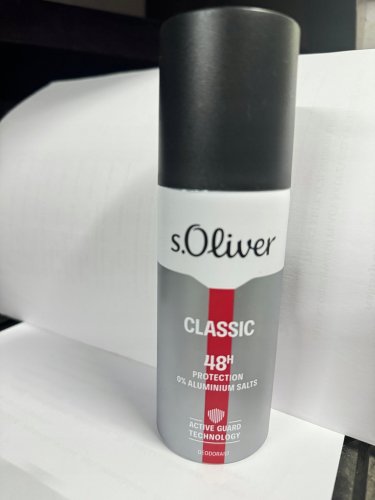 s.Oliver
CLASSIC
48H
PROTECTION
0% ALUMINIUM SALTS
ACTIVE GUARD
TECHNOLOGY
DEODORANT